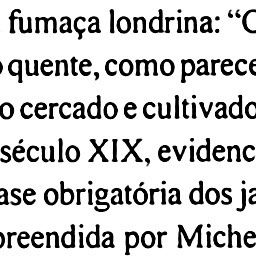 fumaça londrina: “C
quente, como parece
o cercado e cultivado
século XIX, evidenc
ase obrigatória dos ja
preendida por Miche